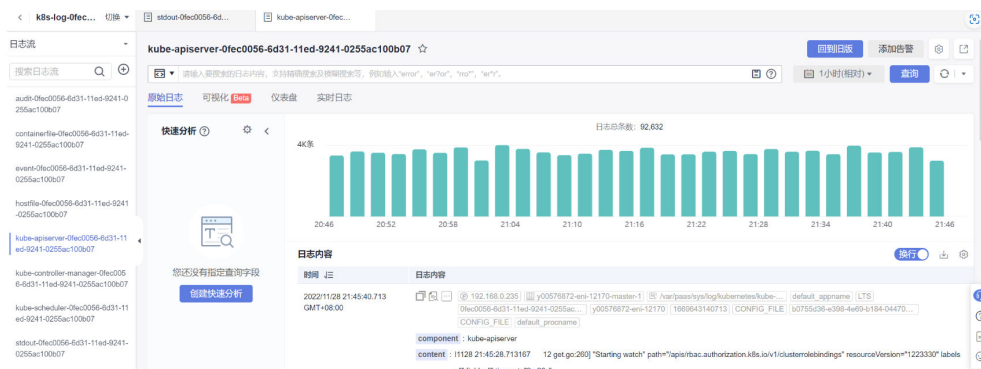 k8s-log-0fec... 切换
stdout-0fec0056-6d...
kube-apiserver-0fec...
日志流
搜索日志流
audit-0fec0056-6d31-11ed-9241-0
255ac100b07
containerfile-0fec0056-6d31-11ed-
9241-0255ac100b07
event-0fec0056-6d31-11ed-9241-
0255ac100b07
hostfile-0fec0056-6d31-11ed-9241
-0255ac100b07
kube-apiserver-0fec0056-6d31-11
ed-9241-0255ac100b07
kube-controller-manager-0fec005
6-6d31-11ed-9241-0255ac100b07
kube-scheduler-0fec0056-6d31-11
ed-9241-0255ac100b07
stdout-0fec0056-6d31-11ed-9241-
0255ac100b07
kube-apiserver-0fec0056-6d31-11ed-9241-0255ac100b07
回到旧版 添加告警
请输入要搜索的日志内容，支持精确搜索及模糊搜索等，例如输入"error", "er?or", "rro*", "er*r"。
1小时(相对) 查询
原始日志 可视化 Beta 仪表盘 实时日志
快速分析
您还没有指定查询字段
创建快速分析
日志总条数: 92,632
4K条
20:46 20:52 20:58 21:04 21:10 21:16 21:22 21:28 21:34 21:40 21:46
日志内容
换行
时间 日志内容
2022/11/28 21:45:40.713
GMT+08:00
192.168.0.235 y00576872-eni-12170-master-1 /var/paas/sys/log/kubernetes/kube-... default_appname LTS
0fec0056-6d31-11ed-9241-0255ac... y00576872-eni-12170 1669643140713 CONFIG_FILE b0755d36-e398-4e69-b184-04470...
CONFIG_FILE default_procname
component : kube-apiserver
content : I1128 21:45:28.713167 12 get.go:260] "Starting watch" path="/apis/rbac.authorization.k8s.io/v1/clusterrolebindings" resourceVersion="1223330" labels